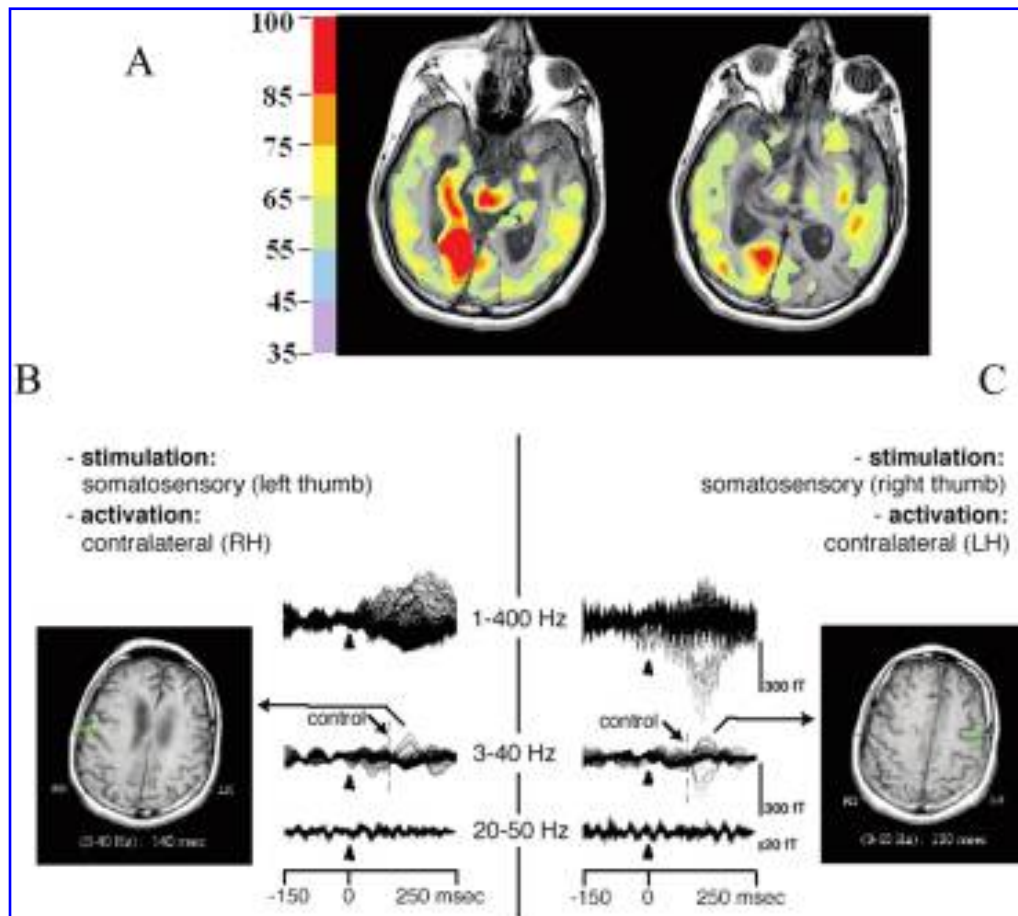 A
100
85
75
65
55
45
35
B
C
- stimulation:
somatosensory (left thumb)
- activation:
contralateral (RH)
- stimulation:
somatosensory (right thumb)
- activation:
contralateral (LH)
1-400 Hz
300 fT
control
control
3-40 Hz
300 fT
20-50 Hz
±20 fT
-150 0 250 msec
-150 0 250 msec